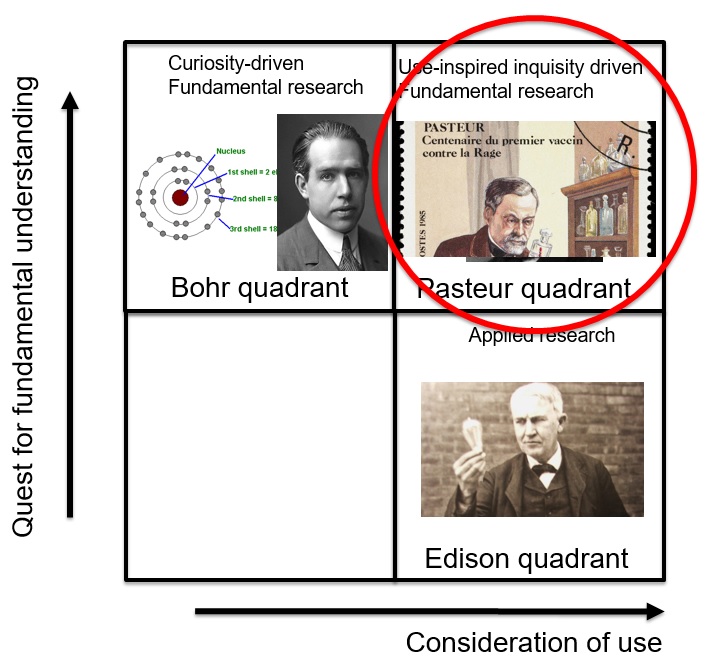 Quest for fundamental understanding
Curiosity-driven
Fundamental research
Nucleus
1st shell = 2 el
2nd shell = 8
3rd shell = 18
Bohr quadrant
Use-inspired inquisity driven
Fundamental research
PASTEUR
Centenaire du premier vaccin
contre la Rage
R.
OSTES 1985
Pasteur quadrant
Applied research
Edison quadrant
Consideration of use